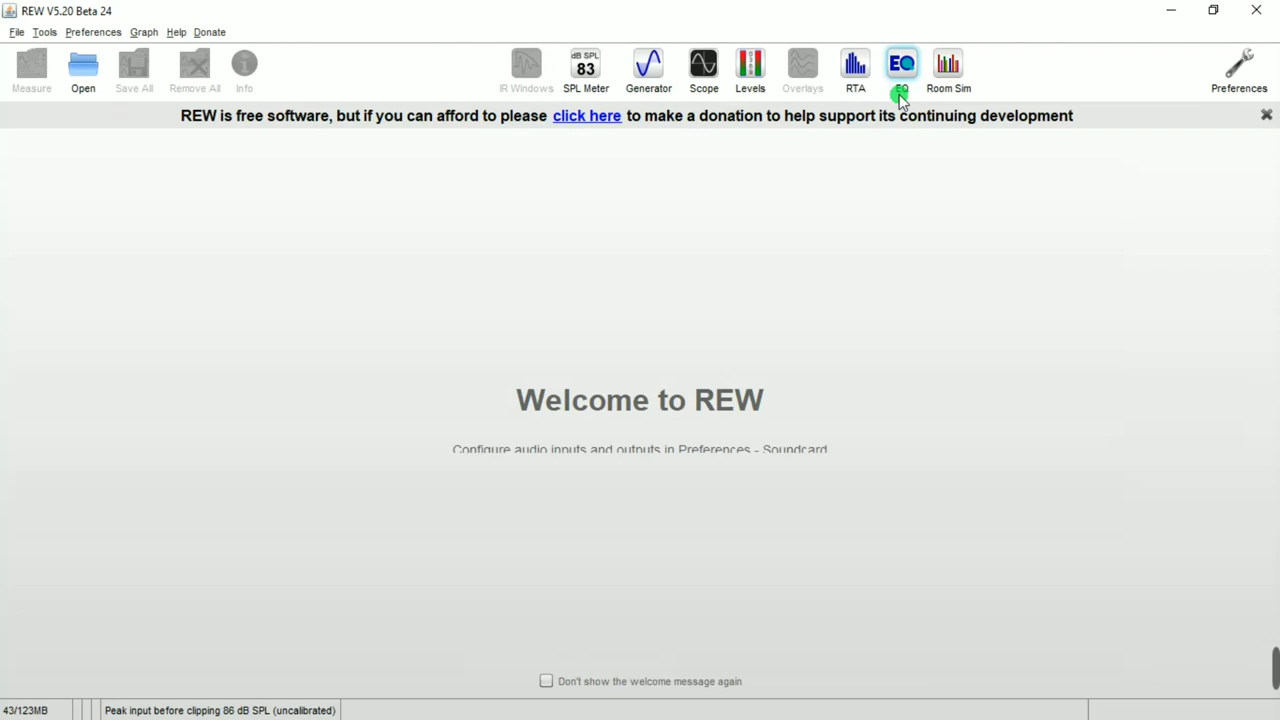 REW V5.20 Beta 24
File Tools Preferences Graph Help Donate
dB SPL
83
EQ
Measure Open Save All Remove All Info IR Windows SPL Meter Generator Scope Levels Overlays RTA EQ Room Sim Preferences
REW is free software, but if you can afford to please click here to make a donation to help support its continuing development
Welcome to REW
Configure audio inputs and outputs in Preferences - Soundcard
Don't show the welcome message again
43/123MB Peak input before clipping 86 dB SPL (uncalibrated)